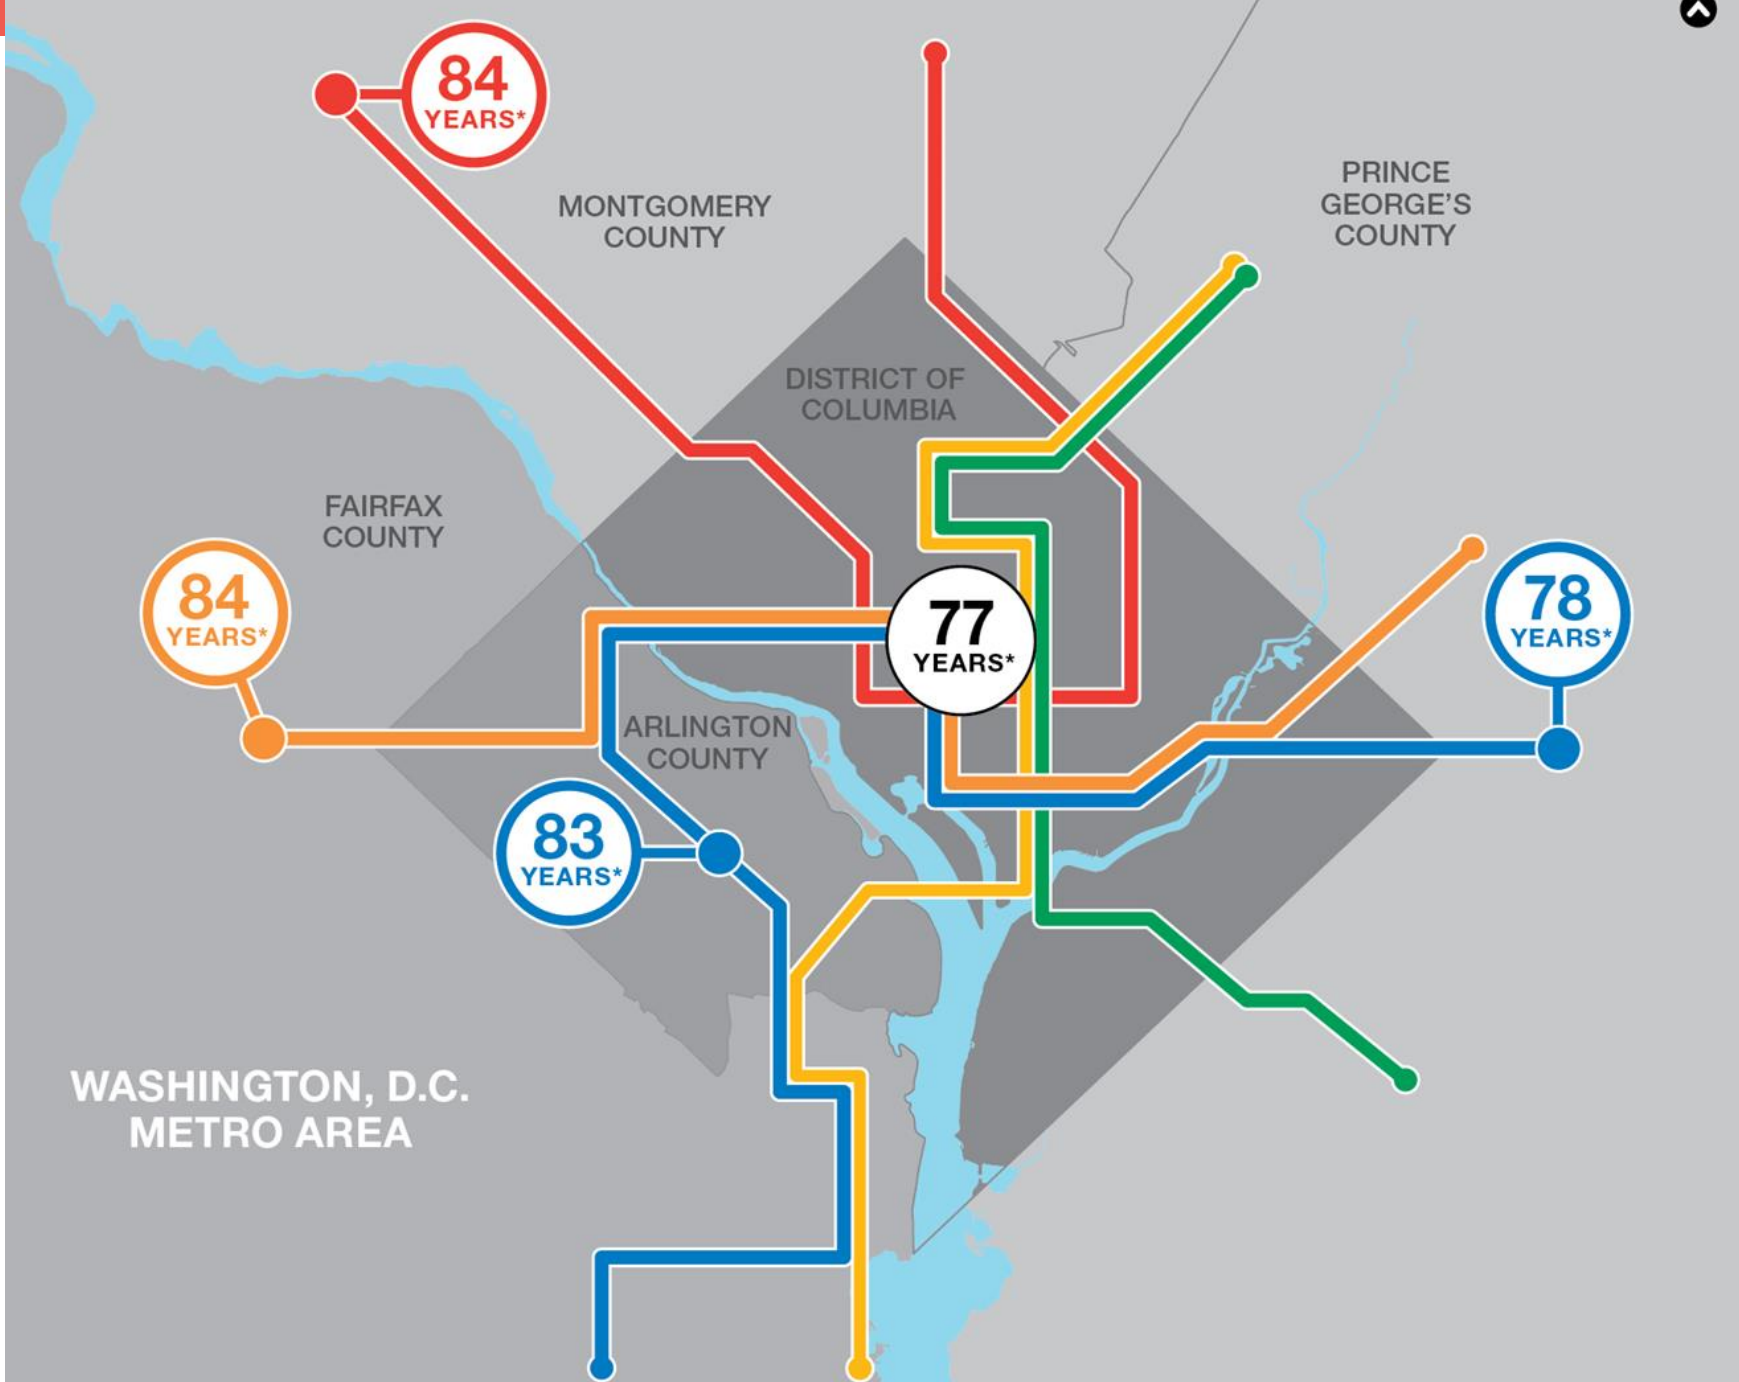 84
YEARS*
MONTGOMERY
COUNTY
PRINCE
GEORGE'S
COUNTY
DISTRICT OF
COLUMBIA
FAIRFAX
COUNTY
84
YEARS*
77
YEARS*
78
YEARS*
ARLINGTON
COUNTY
83
YEARS*
WASHINGTON, D.C.
METRO AREA